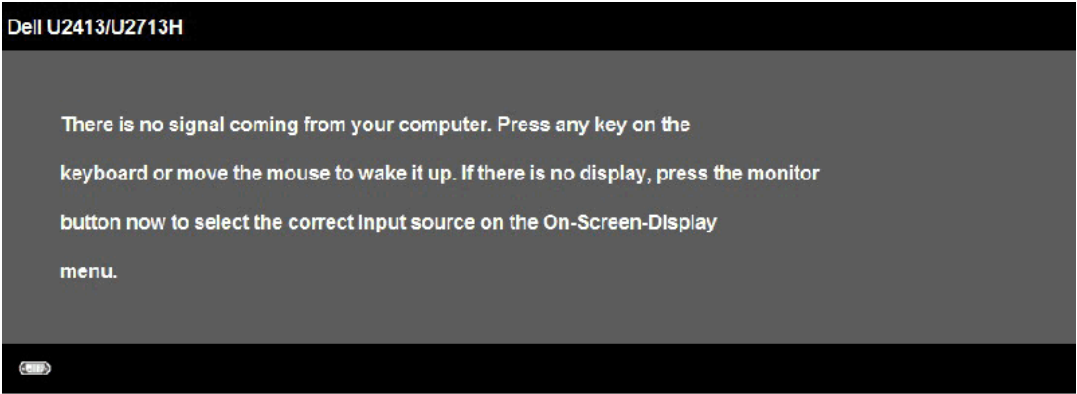 Dell U2413/U2713H
There is no signal coming from your computer. Press any key on the
keyboard or move the mouse to wake it up. If there is no display, press the monitor
button now to select the correct input source on the On-Screen-Display
menu.